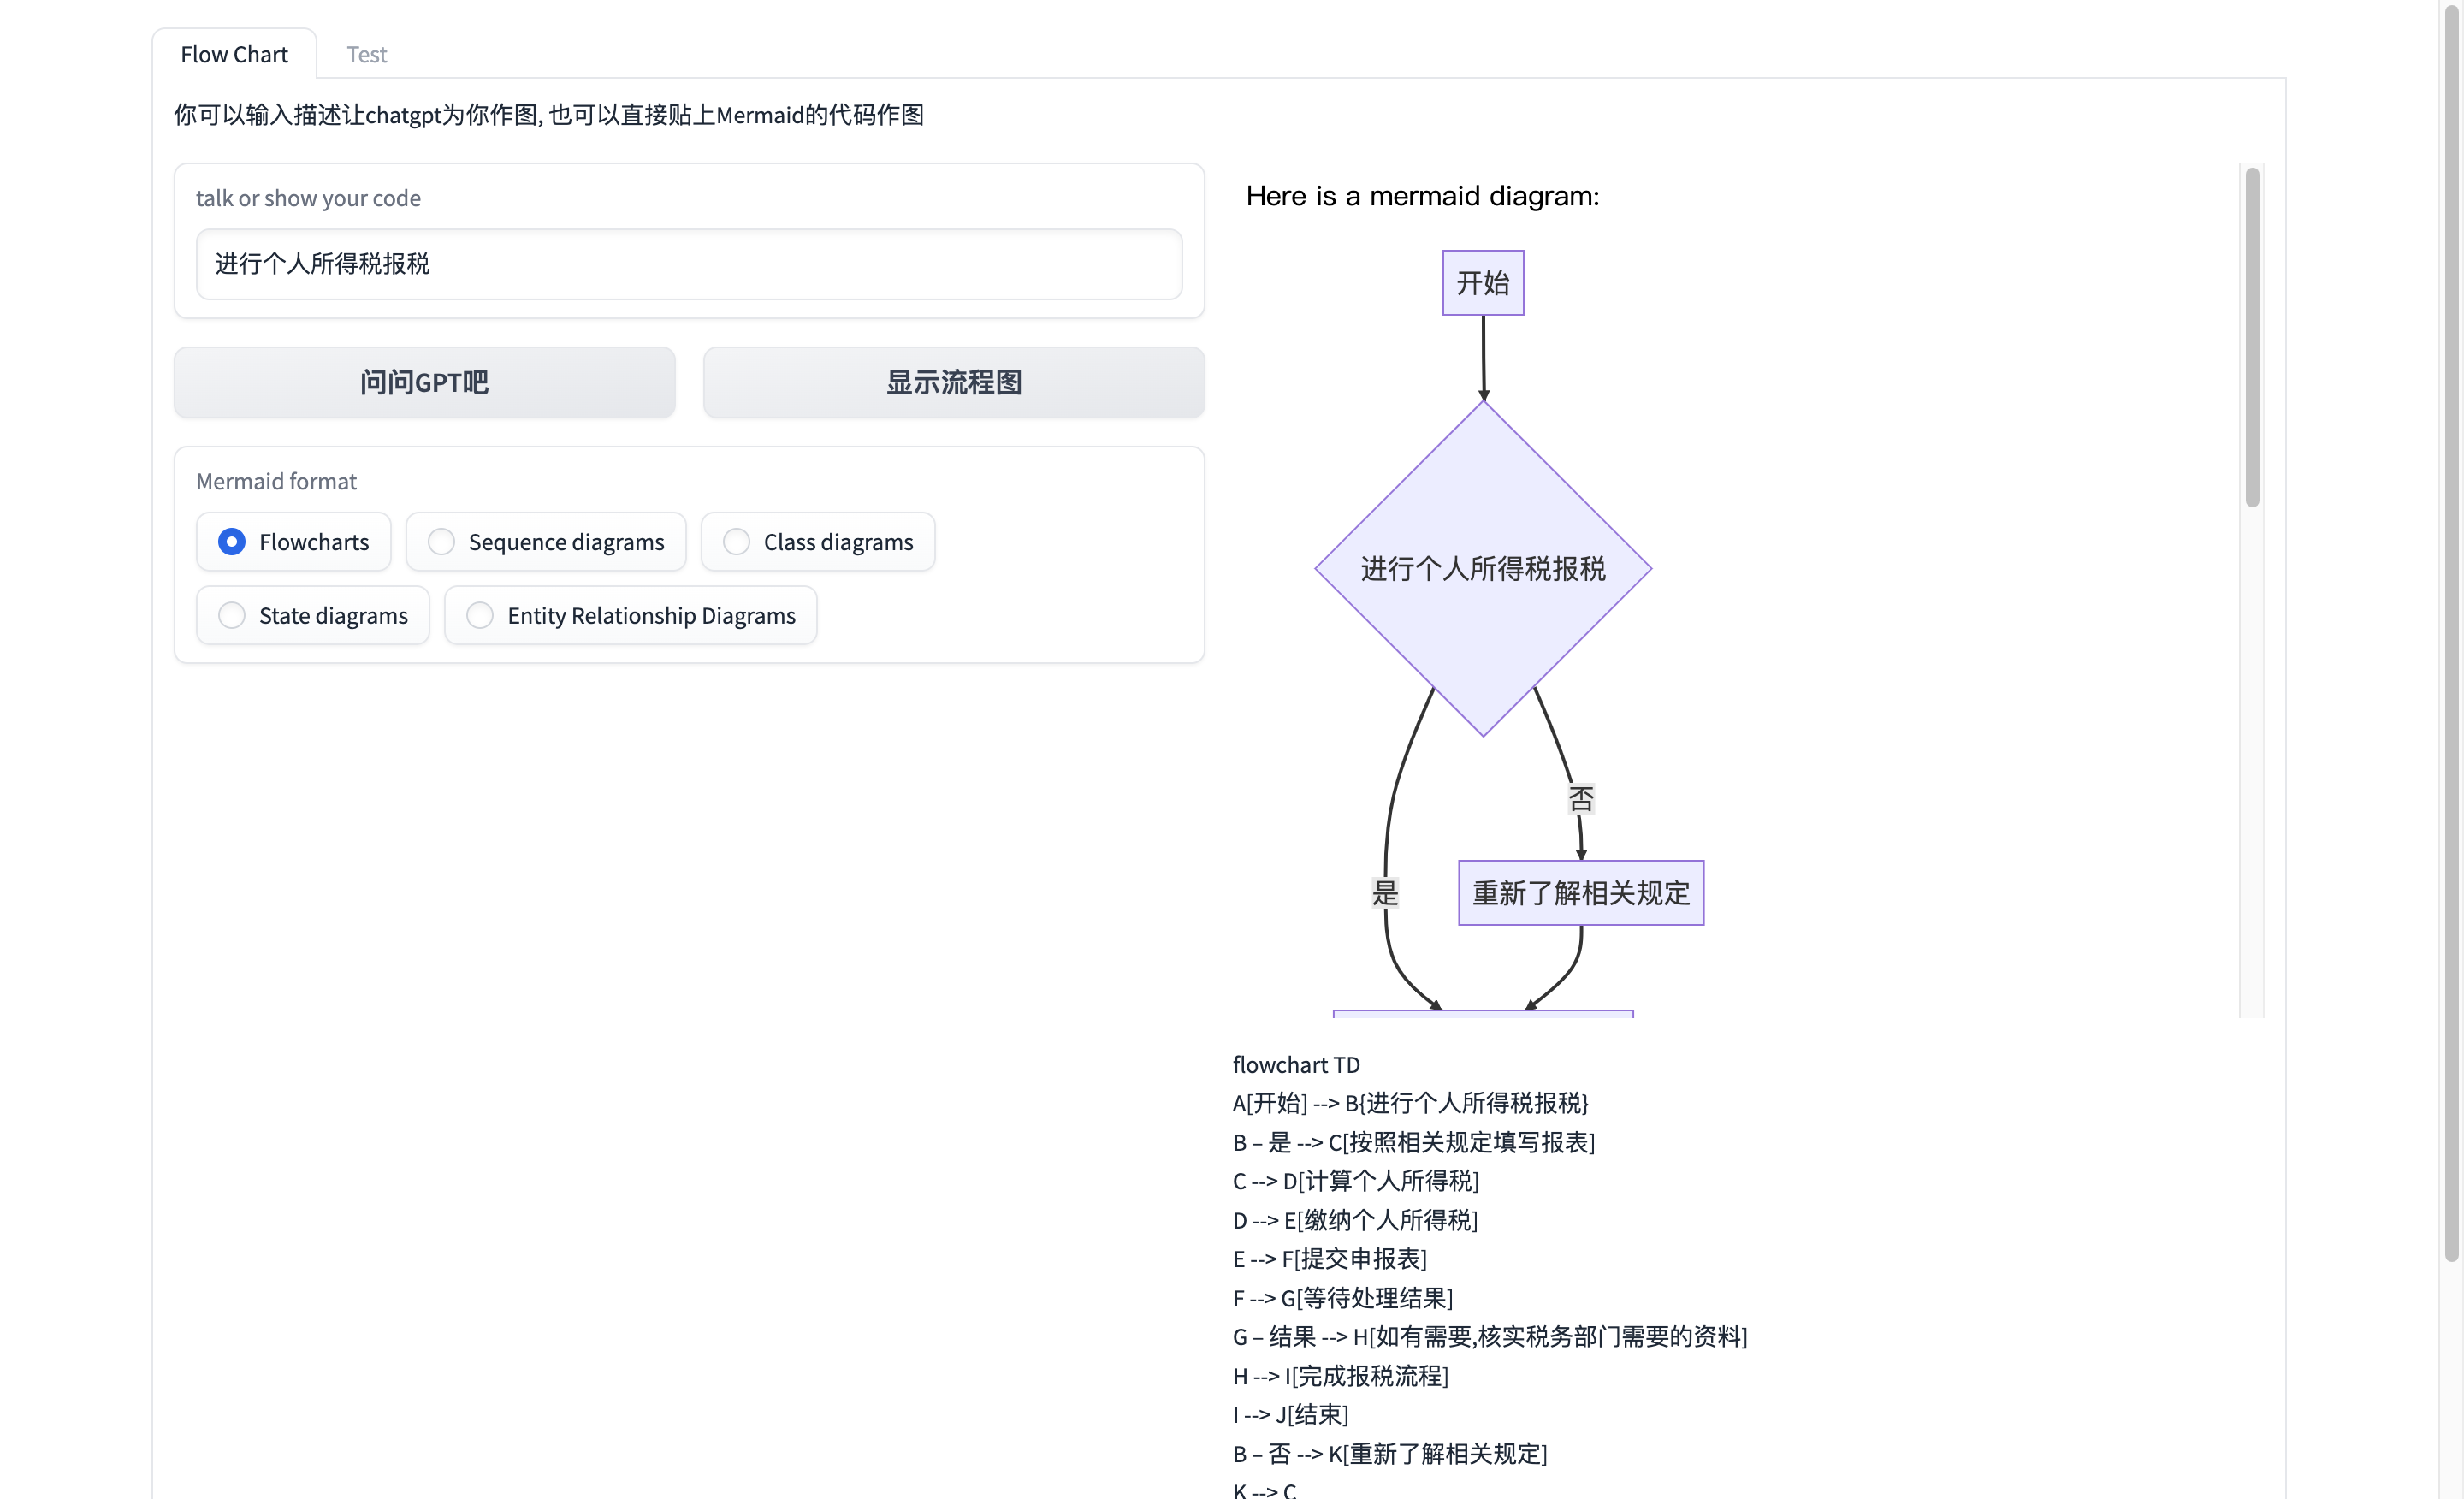 Flow Chart
Test
你可以输入描述让chatgpt为你作图, 也可以直接贴上Mermaid的代码作图
talk or show your code
进行个人所得税报税
问问GPT吧
显示流程图
Mermaid format
Flowcharts
Sequence diagrams
Class diagrams
State diagrams
Entity Relationship Diagrams
Here is a mermaid diagram:
开始
进行个人所得税报税
否
是
重新了解相关规定
flowchart TD
A[开始] --> B{进行个人所得税报税}
B – 是 --> C[按照相关规定填写报表]
C --> D[计算个人所得税]
D --> E[缴纳个人所得税]
E --> F[提交申报表]
F --> G[等待处理结果]
G – 结果 --> H[如有需要,核实税务部门需要的资料]
H --> I[完成报税流程]
I --> J[结束]
B – 否 --> K[重新了解相关规定]
K --> C